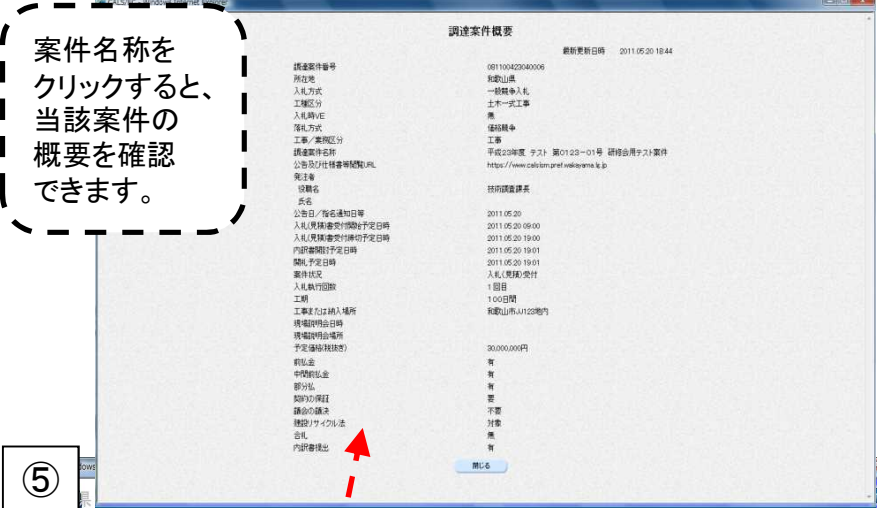 CALS/EC - Windows Internet Explorer
案件名称を
クリックすると、
当該案件の
概要を確認
できます。
調達案件概要
最新更新日時 2011.05.20 18:44
調達案件番号 081100423040006
所在地 和歌山県
入札方式 一般競争入札
工種区分 土木一式工事
入札時VE 無
落札方式 価格競争
工事/業務区分 工事
調達案件名称 平成23年度 テスト 第0123-01号 研修会用テスト案件
公告及び仕様書等閲覧URL https://www.calsism.pref.wakayama.lg.jp
発注者
役職名 技術調査課長
氏名
公告日/指名通知日等 2011.05.20
入札(見積)書受付開始予定日時 2011.05.20 09:00
入札(見積)書受付締切予定日時 2011.05.20 19:00
内訳書開封予定日時 2011.05.20 19:01
開札予定日時 2011.05.20 19:01
案件状況 入札(見積)受付
入札執行回数 1回目
工期 100日間
工事または納入場所 和歌山市JU123地内
現場説明会日時
現場説明会場所
予定価格(税抜き) 30,000,000円
前払金 有
中間前払金 有
部分払 有
契約の保証 要
議会の議決 不要
建設リサイクル法 対象
合札 無
内訳書提出 有
閉じる
⑤
県